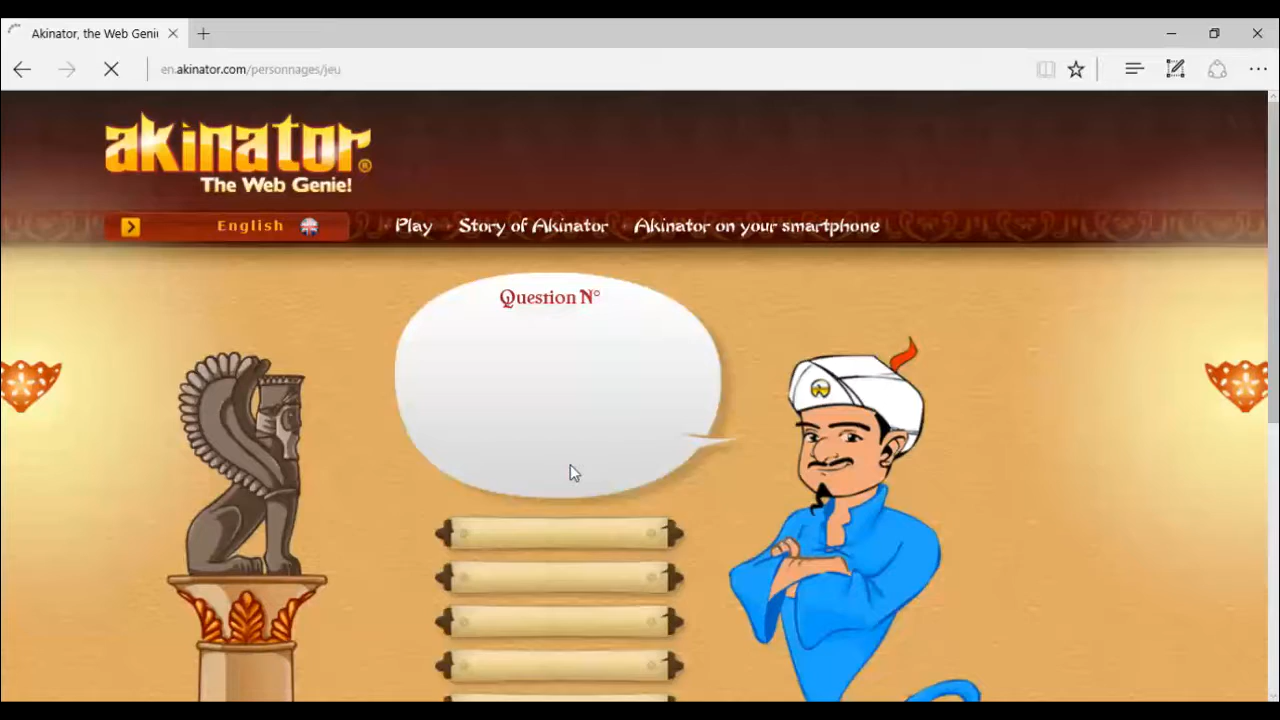 Akinator, the Web Geni
en.akinator.com/personnages/jeu
akinator®
The Web Genie!
English
Play
Story of Akinator
Akinator on your smartphone
Question N°